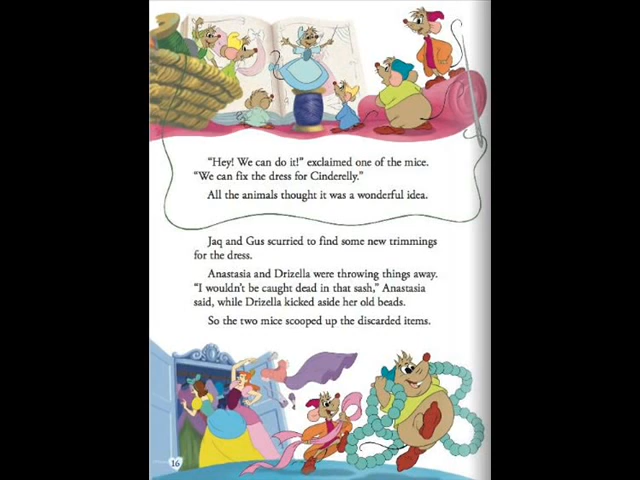 “Hey! We can do it!” exclaimed one of the mice.
“We can fix the dress for Cinderelly.”
All the animals thought it was a wonderful idea.
Jaq and Gus scurried to find some new trimmings
for the dress.
Anastasia and Drizella were throwing things away.
“I wouldn’t be caught dead in that sash,” Anastasia
said, while Drizella kicked aside her old beads.
So the two mice scooped up the discarded items.
16